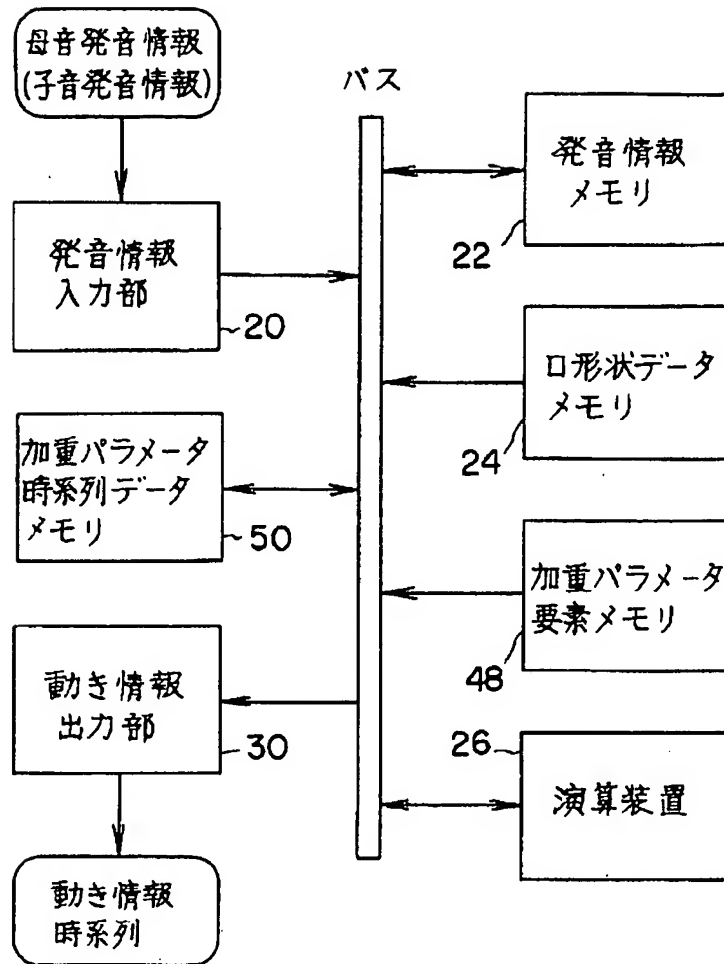 母音発音情報
(子音発音情報)
バス
発音情報
入力部
20
発音情報
メモリ
22
口形状データ
メモリ
24
加重パラメータ
時系列データ
メモリ
50
加重パラメータ
要素メモリ
48
動き情報
出力部
30
26
演算装置
動き情報
時系列